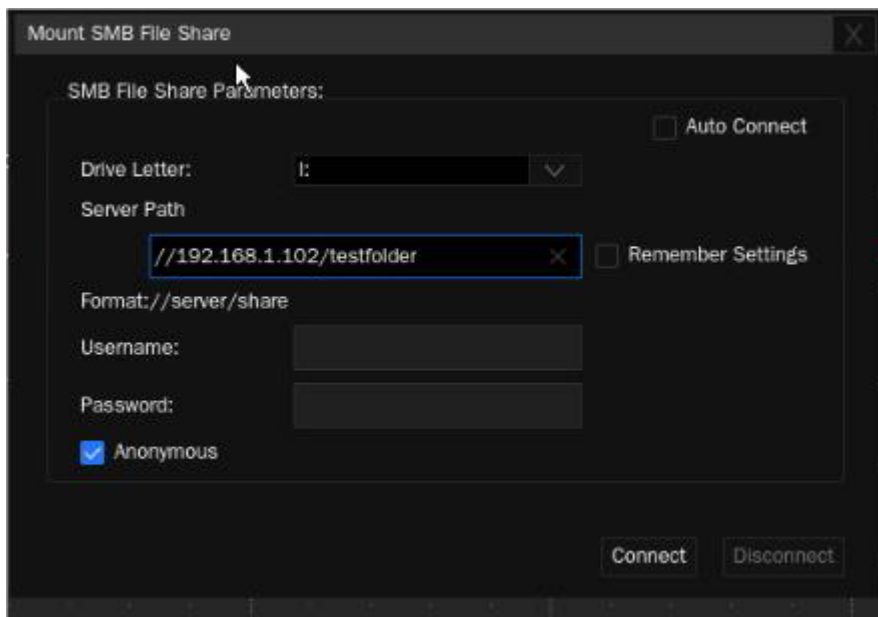 Mount SMB File Share
SMB File Share Parameters:
Auto Connect
Drive Letter: I:
Server Path
//192.168.1.102/testfolder Remember Settings
Format://server/share
Username:
Password:
Anonymous
Connect Disconnect